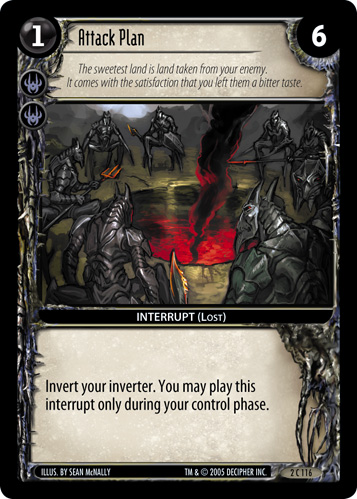 1 Attack Plan 6
The sweetest land is land taken from your enemy.
It comes with the satisfaction that you left them a bitter taste.
INTERRUPT (LOST)
Invert your inverter. You may play this
interrupt only during your control phase.
ILLUS. BY SEAN McNALLY TM & © 2005 DECIPHER INC. 2 C 116